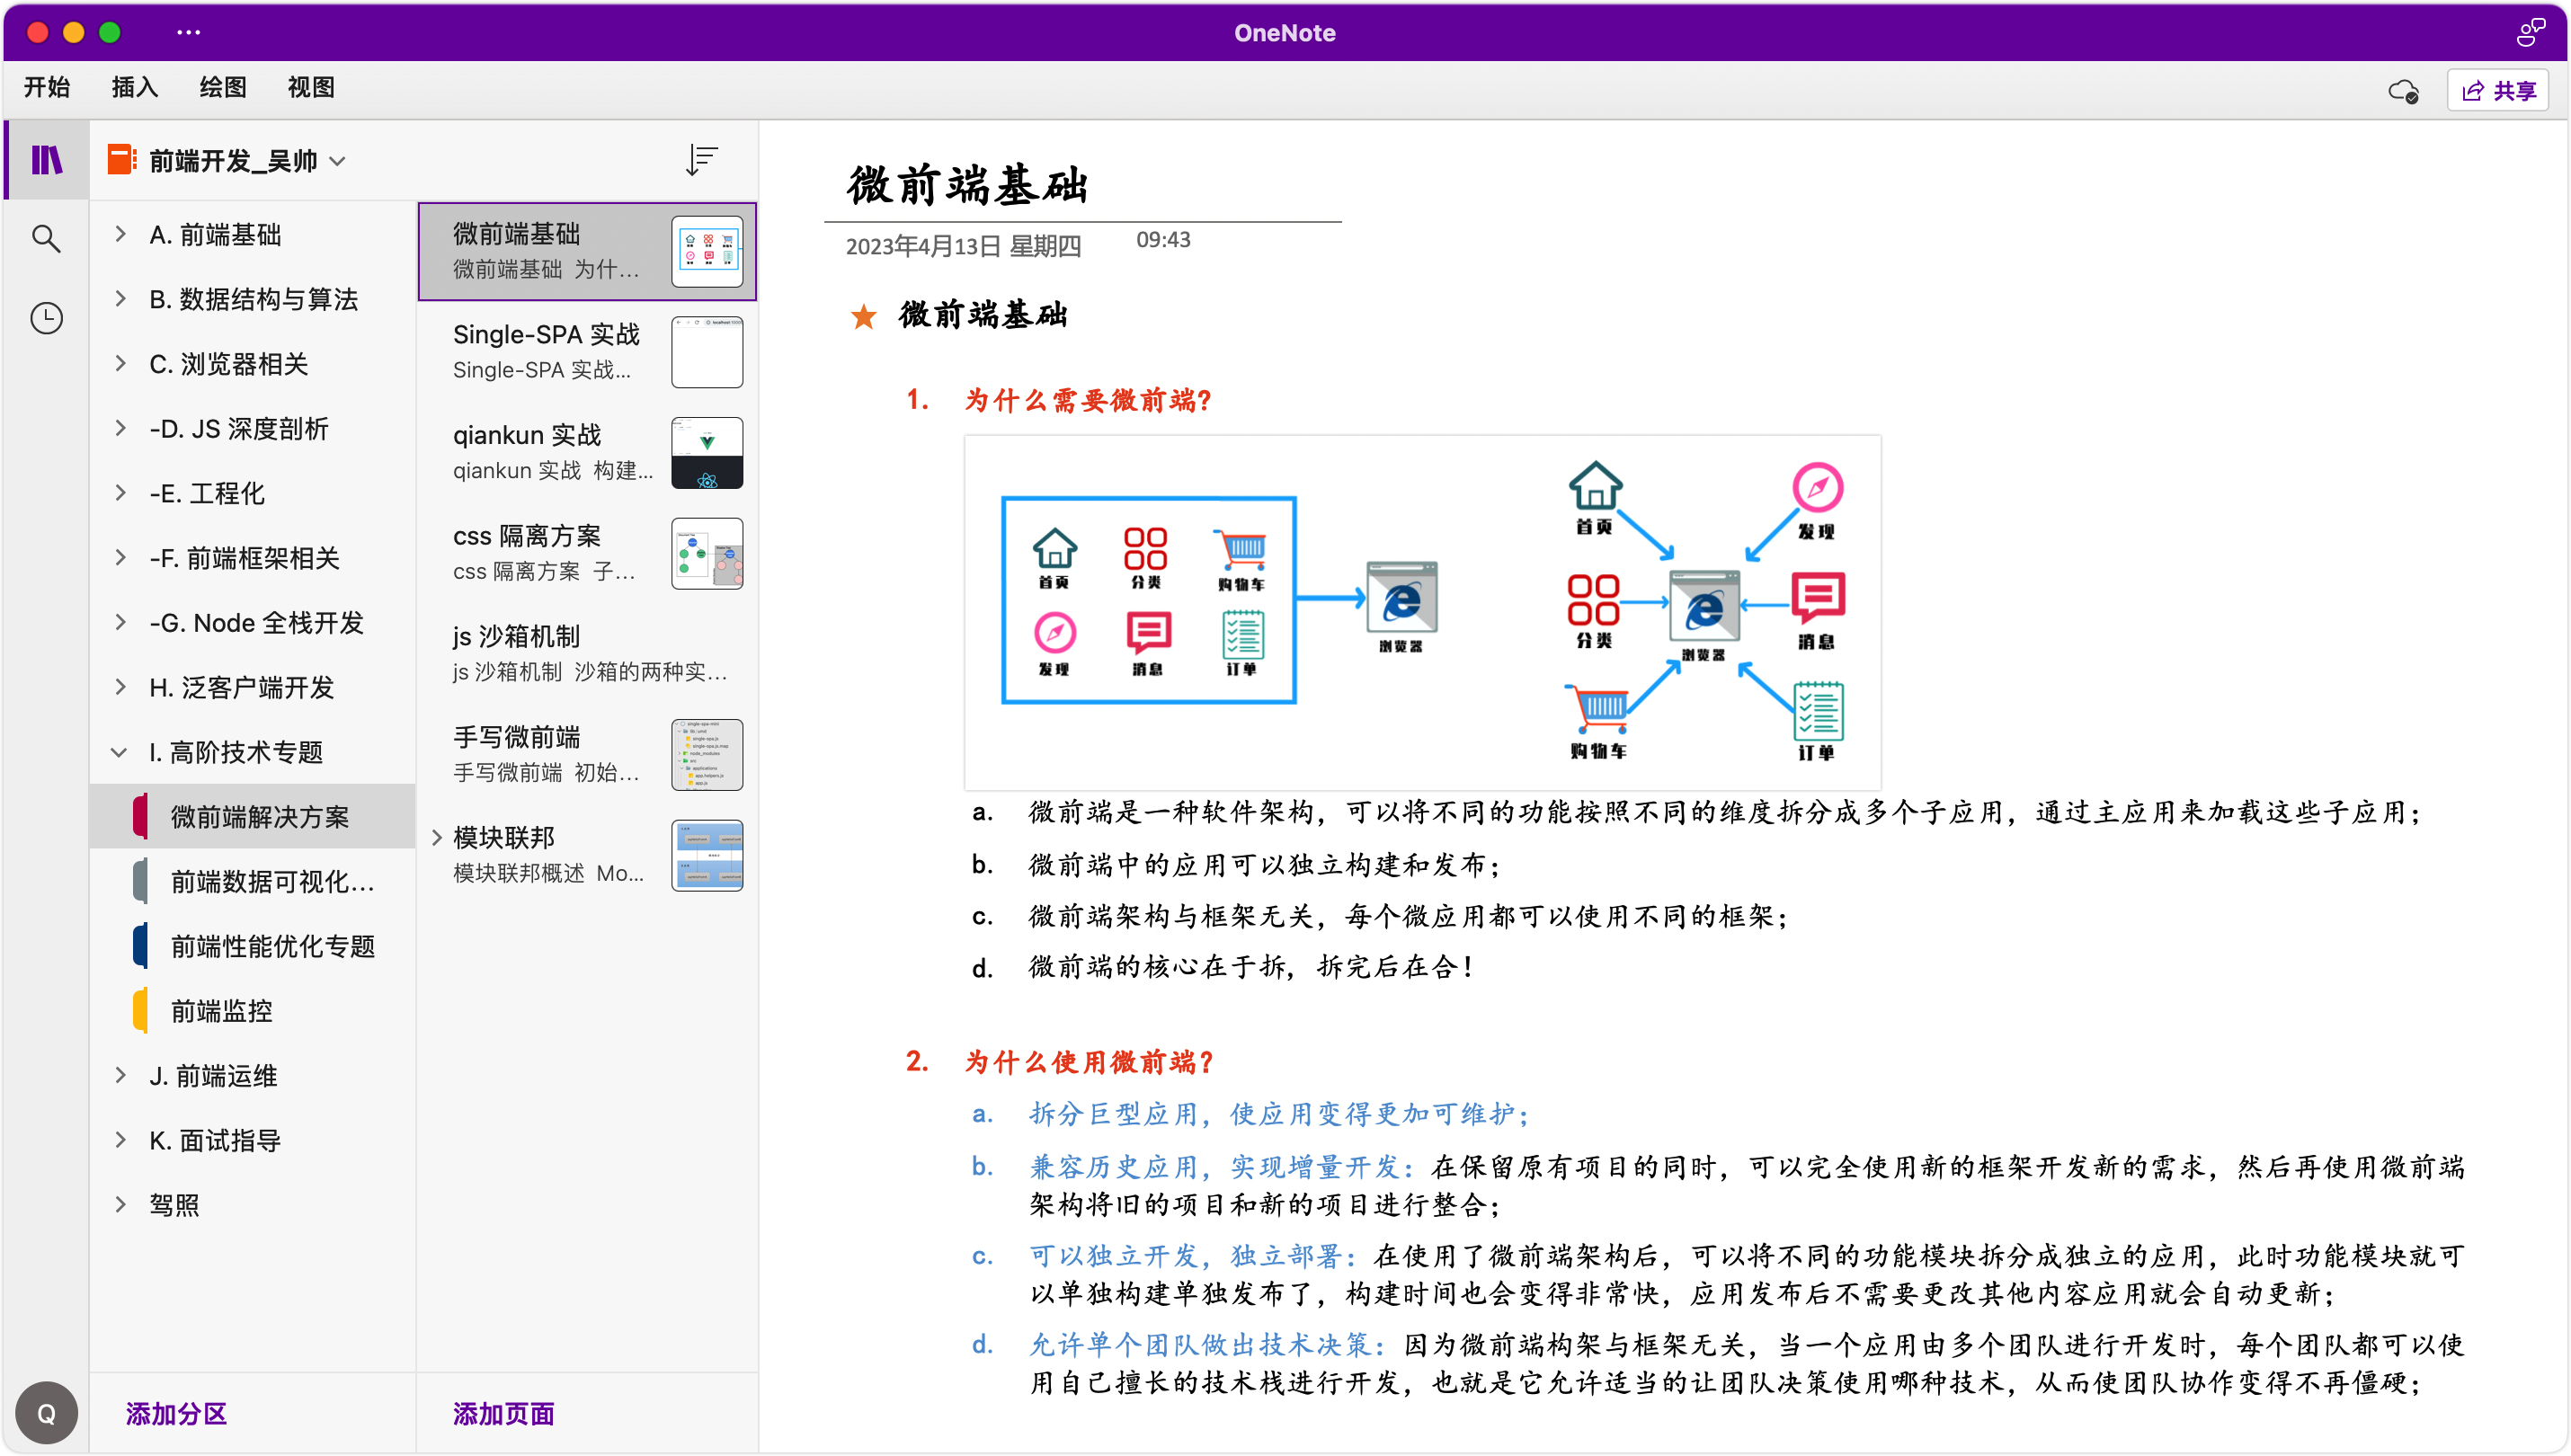 OneNote
开始 插入 绘图 视图
共享
前端开发_吴帅
A. 前端基础
B. 数据结构与算法
C. 浏览器相关
-D. JS 深度剖析
-E. 工程化
-F. 前端框架相关
-G. Node 全栈开发
H. 泛客户端开发
I. 高阶技术专题
微前端解决方案
前端数据可视化...
前端性能优化专题
前端监控
J. 前端运维
K. 面试指导
驾照
添加分区
Q
微前端基础
微前端基础 为什...
Single-SPA 实战
Single-SPA 实战...
qiankun 实战
qiankun 实战 构建...
css 隔离方案
css 隔离方案 子...
js 沙箱机制
js 沙箱机制 沙箱的两种实...
手写微前端
手写微前端 初始...
模块联邦
模块联邦概述 Mo...
添加页面
微前端基础
2023年4月13日 星期四 09:43
★ 微前端基础
1. 为什么需要微前端?
首页 分类 购物车
发现 消息 订单
浏览器
首页 发现
分类 浏览器 消息
购物车 订单
a. 微前端是一种软件架构，可以将不同的功能按照不同的维度拆分成多个子应用，通过主应用来加载这些子应用；
b. 微前端中的应用可以独立构建和发布；
c. 微前端架构与框架无关，每个微应用都可以使用不同的框架；
d. 微前端的核心在于拆，拆完后在合！
2. 为什么使用微前端？
a. 拆分巨型应用，使应用变得更加可维护；
b. 兼容历史应用，实现增量开发：在保留原有项目的同时，可以完全使用新的框架开发新的需求，然后再使用微前端
架构将旧的项目和新的项目进行整合；
c. 可以独立开发，独立部署：在使用了微前端架构后，可以将不同的功能模块拆分成独立的应用，此时功能模块就可
以单独构建单独发布了，构建时间也会变得非常快，应用发布后不需要更改其他内容应用就会自动更新；
d. 允许单个团队做出技术决策：因为微前端构架与框架无关，当一个应用由多个团队进行开发时，每个团队都可以使
用自己擅长的技术栈进行开发，也就是它允许适当的让团队决策使用哪种技术，从而使团队协作变得不再僵硬；